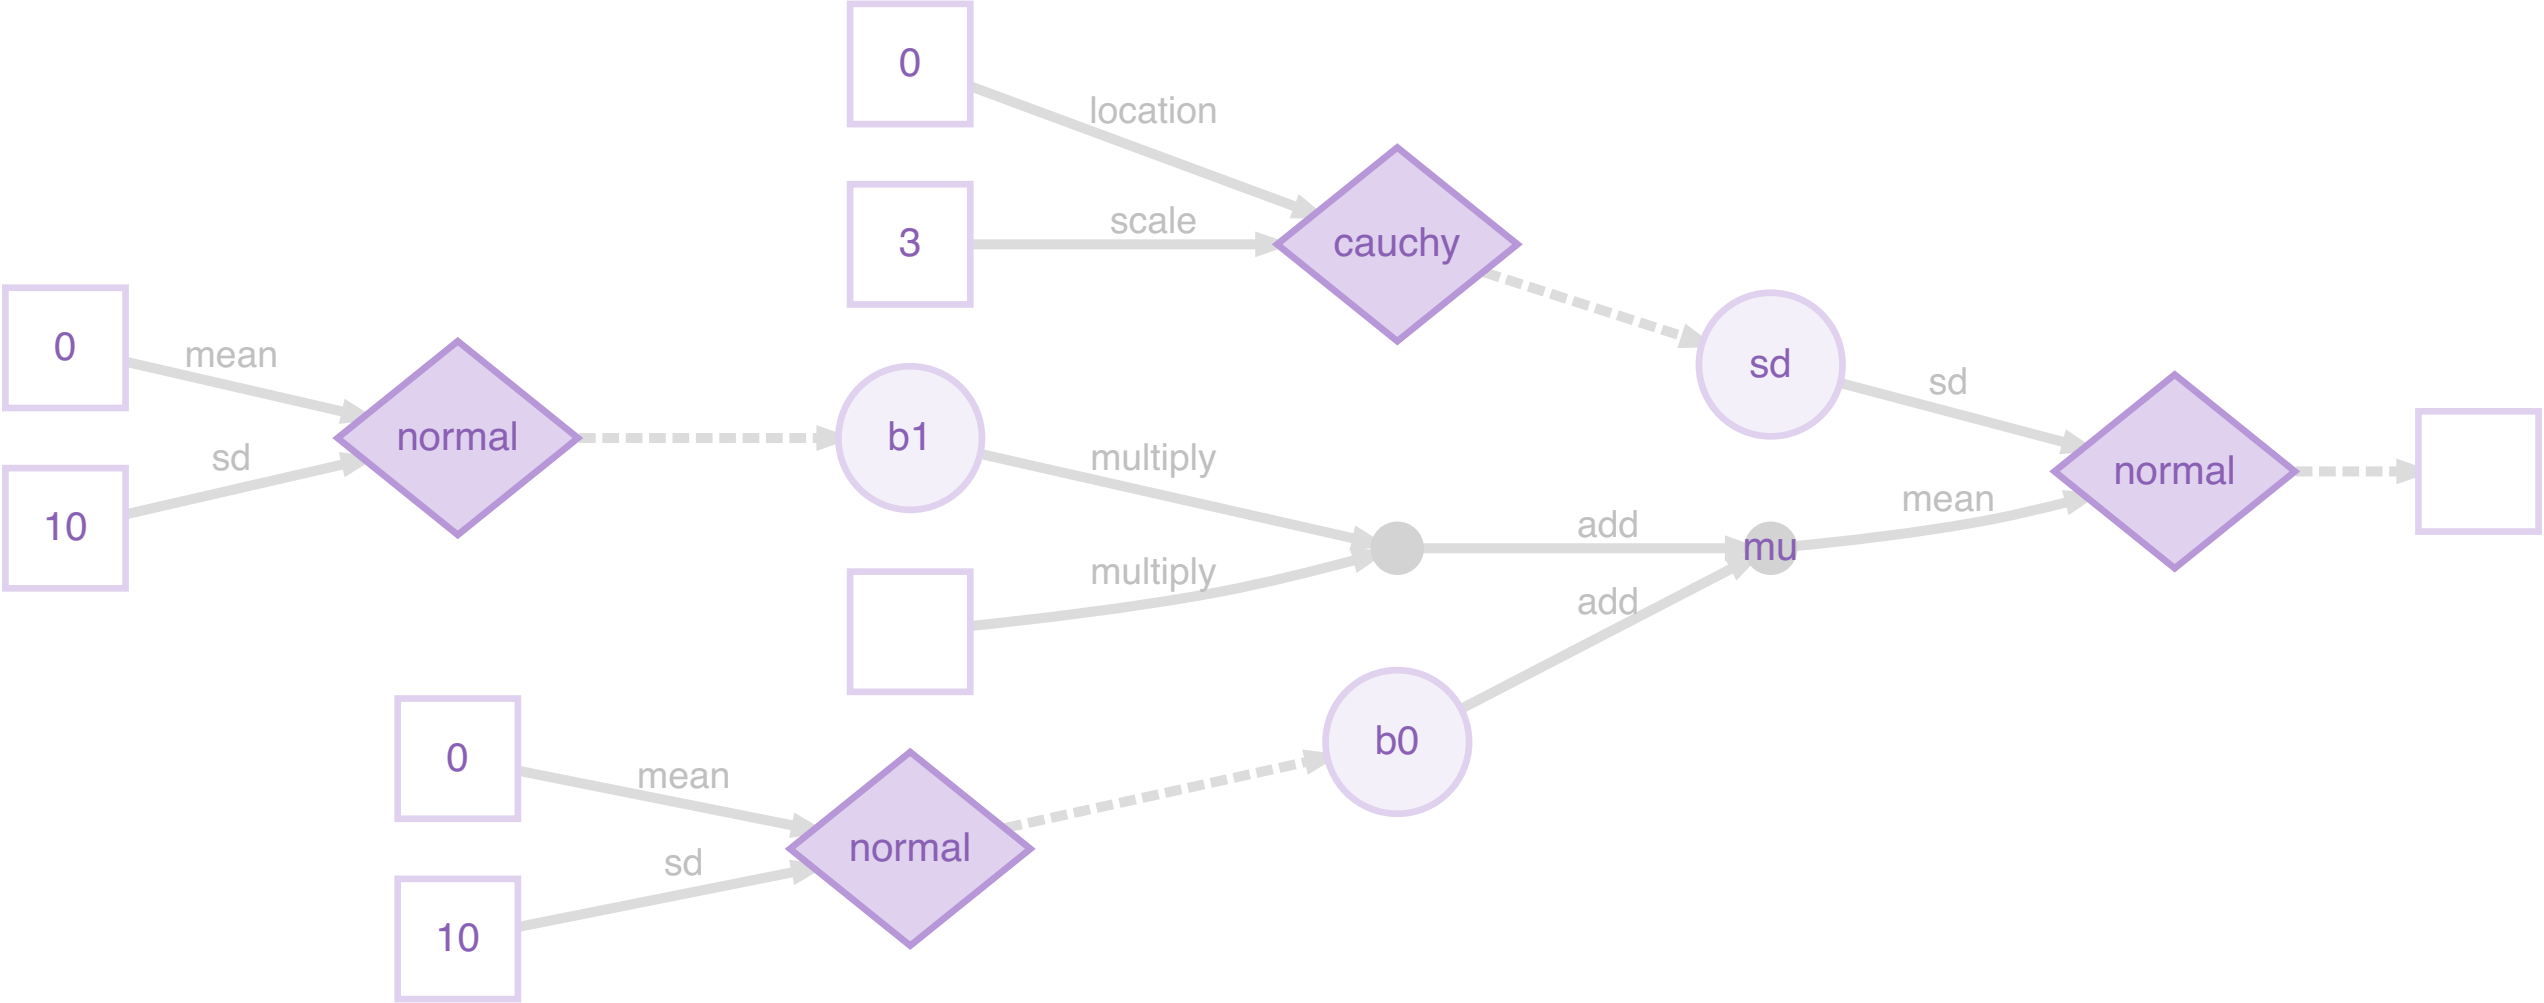 0
location
3
scale
cauchy
0
mean
10
sd
normal
b1
multiply
multiply
sd
sd
add
mu
add
mean
normal
0
mean
10
sd
normal
b0